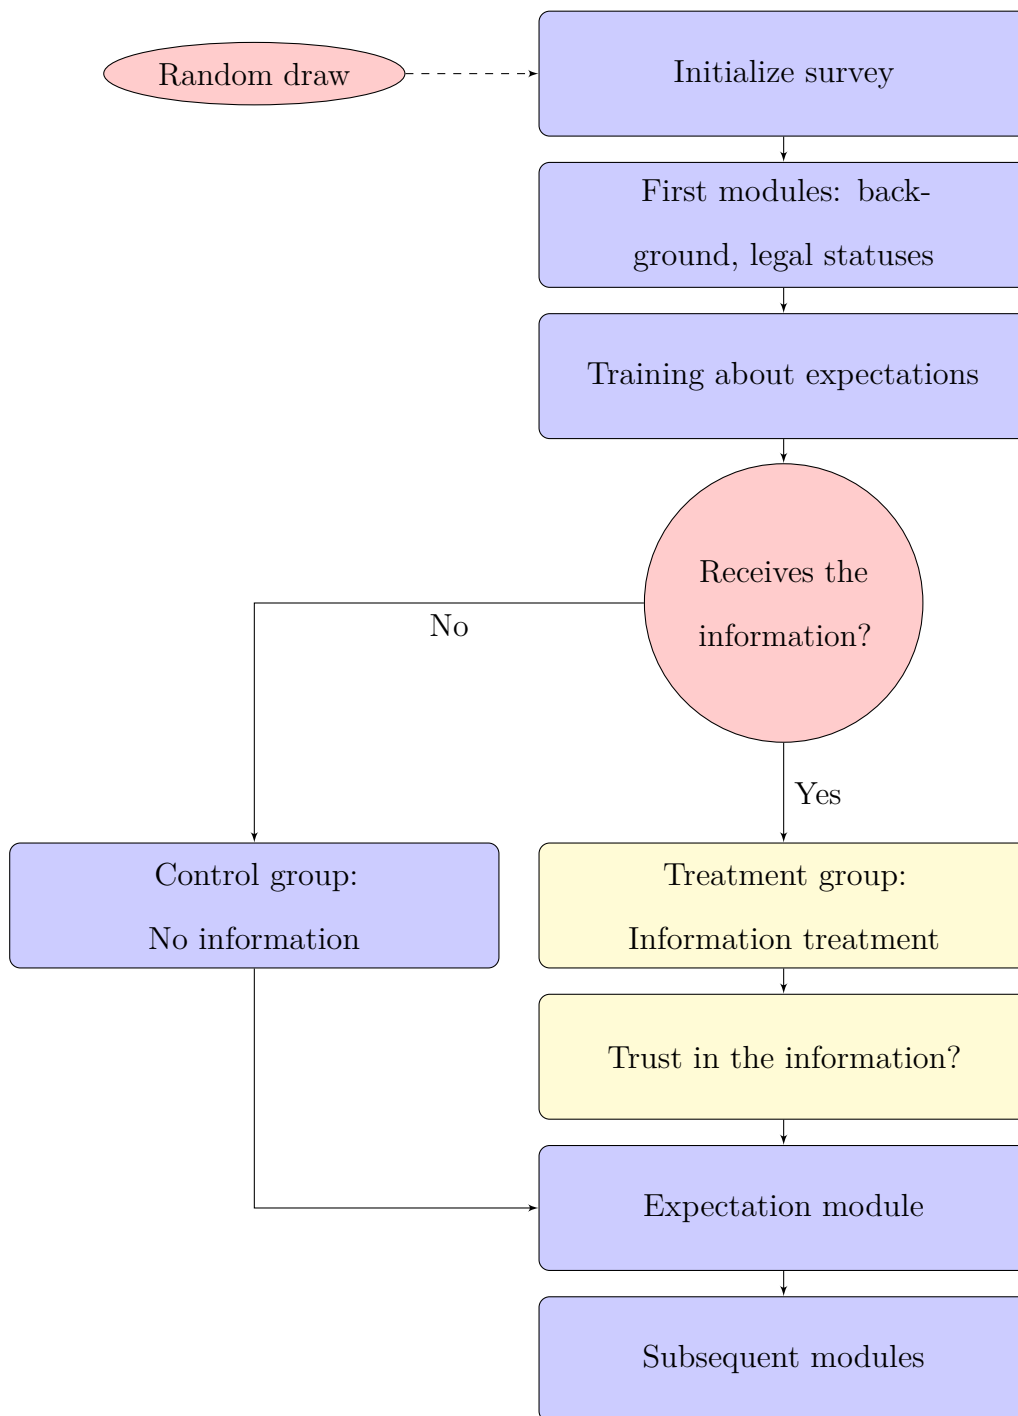 Random draw
Initialize survey
First modules: back-
ground, legal statuses
Training about expectations
Receives the
information?
No
Yes
Control group:
No information
Treatment group:
Information treatment
Trust in the information?
Expectation module
Subsequent modules